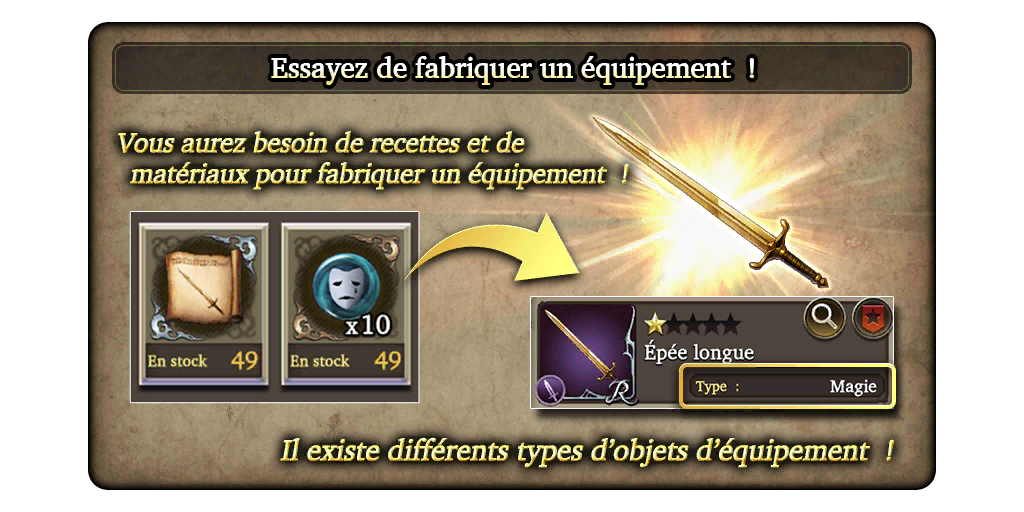 Essayez de fabriquer un équipement !
Vous aurez besoin de recettes et de
matériaux pour fabriquer un équipement !
x10
En stock 49
En stock 49
R
Épée longue
Type : Magie
Il existe différents types d'objets d'équipement !